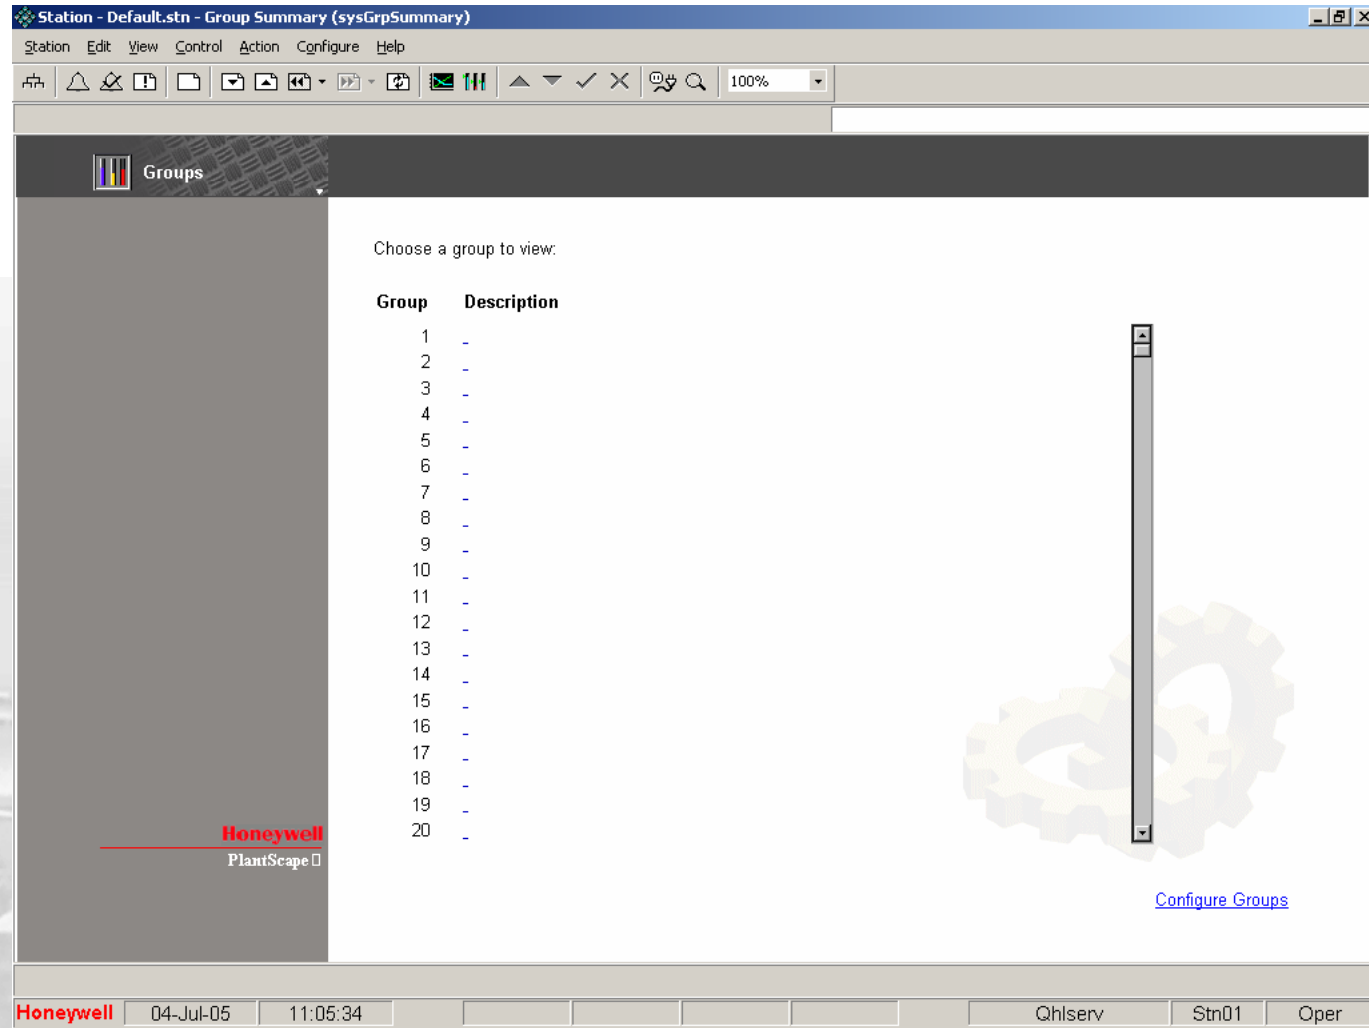 Station - Default.stn - Group Summary (sysGrpSummary)
Station Edit View Control Action Configure Help
100%
Groups
Choose a group to view:
Group Description
1 -
2 -
3 -
4 -
5 -
6 -
7 -
8 -
9 -
10 -
11 -
12 -
13 -
14 -
15 -
16 -
17 -
18 -
19 -
20 -
Honeywell
PlantScape
Configure Groups
Honeywell 04-Jul-05 11:05:34 Qhlserv Stn01 Oper